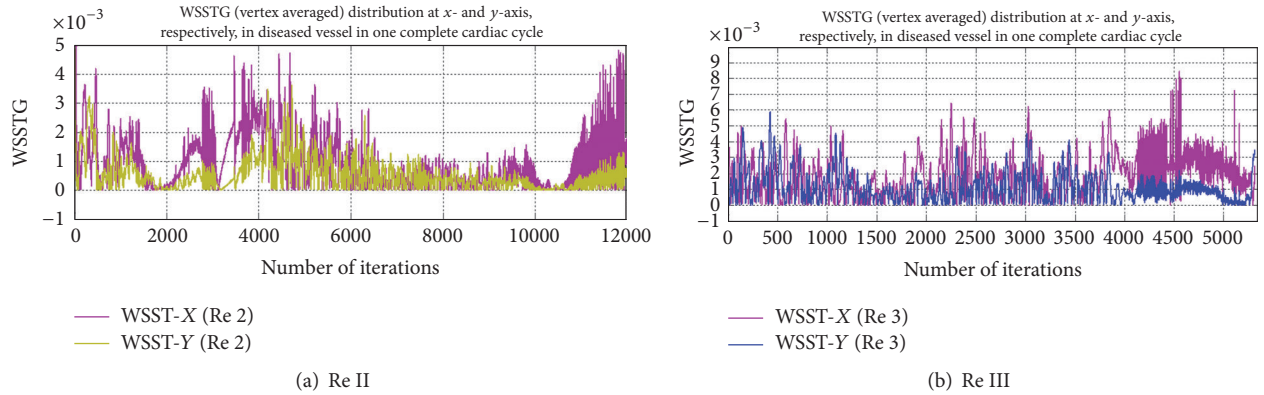 WSSTG (vertex averaged) distribution at x- and y-axis,
respectively, in diseased vessel in one complete cardiac cycle
×10⁻³
5
4
3
2
1
0
−1
WSSTG
0 2000 4000 6000 8000 10000 12000
Number of iterations
WSST-X (Re 2)
WSST-Y (Re 2)
(a) Re II
WSSTG (vertex averaged) distribution at x- and y-axis,
respectively, in diseased vessel in one complete cardiac cycle
×10⁻³
9
8
7
6
5
4
3
2
1
0
−1
WSSTG
0 500 1000 1500 2000 2500 3000 3500 4000 4500 5000
Number of iterations
WSST-X (Re 3)
WSST-Y (Re 3)
(b) Re III